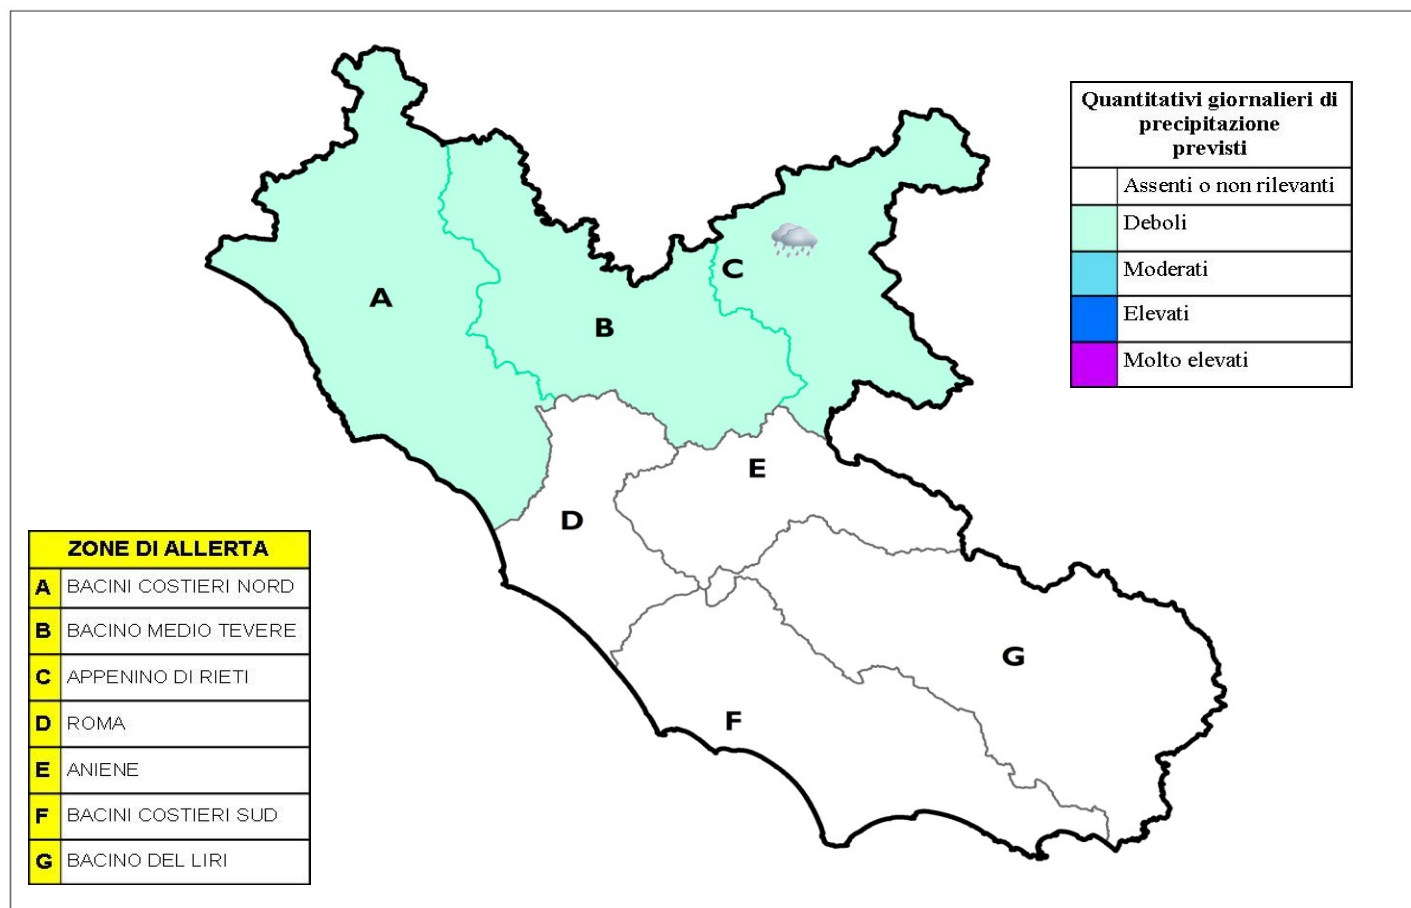 Quantitativi giornalieri di
precipitazione
previsti
Assenti o non rilevanti
Deboli
Moderati
Elevati
Molto elevati
A
B
C
D
E
F
G
ZONE DI ALLERTA
A BACINI COSTIERI NORD
B BACINO MEDIO TEVERE
C APPENINO DI RIETI
D ROMA
E ANIENE
F BACINI COSTIERI SUD
G BACINO DEL LIRI